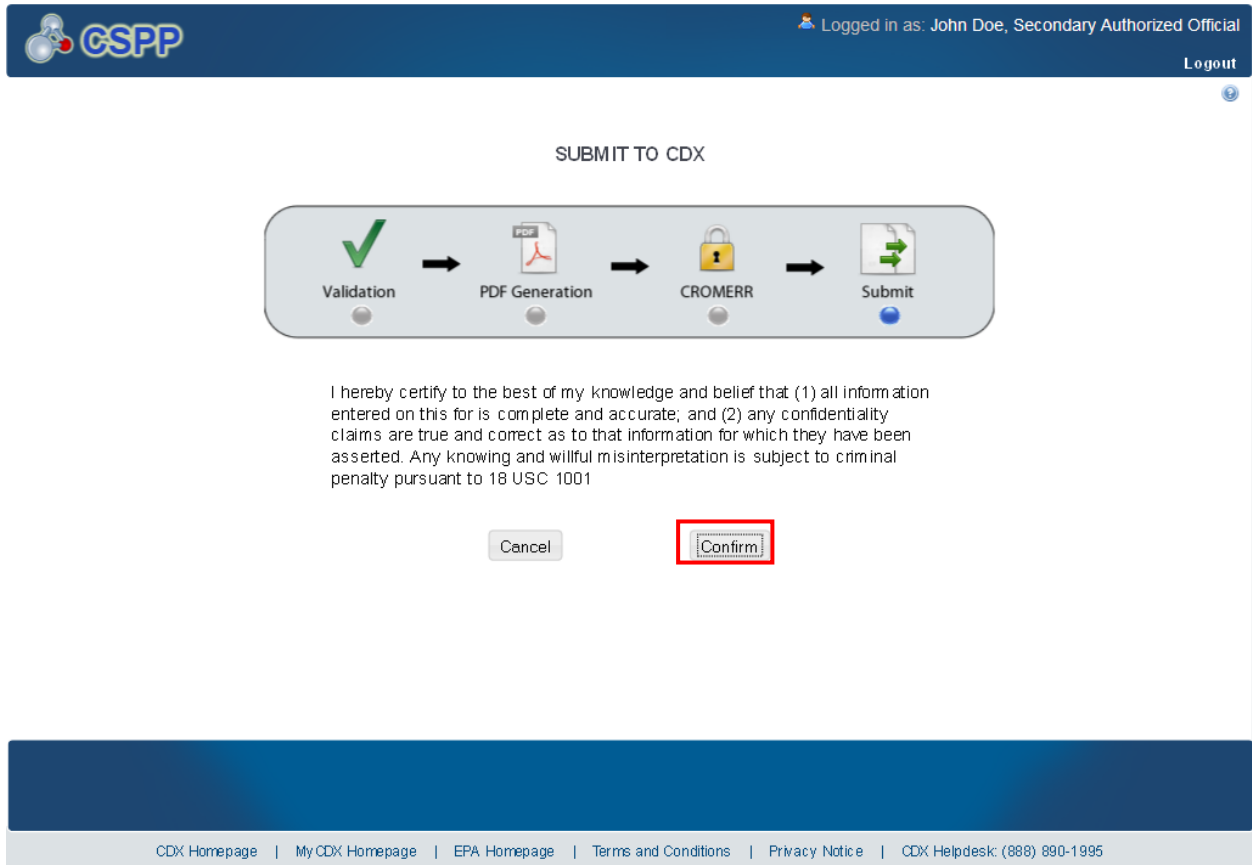 CSPP
Logged in as: John Doe, Secondary Authorized Official
Logout
?
SUBMIT TO CDX
PDF
Validation
PDF Generation
CROMERR
Submit
I hereby certify to the best of my knowledge and belief that (1) all information
entered on this for is complete and accurate; and (2) any confidentiality
claims are true and correct as to that information for which they have been
asserted. Any knowing and willful misinterpretation is subject to criminal
penalty pursuant to 18 USC 1001
Cancel
Confirm
CDX Homepage | MyCDX Homepage | EPA Homepage | Terms and Conditions | Privacy Notice | CDX Helpdesk: (888) 890-1995